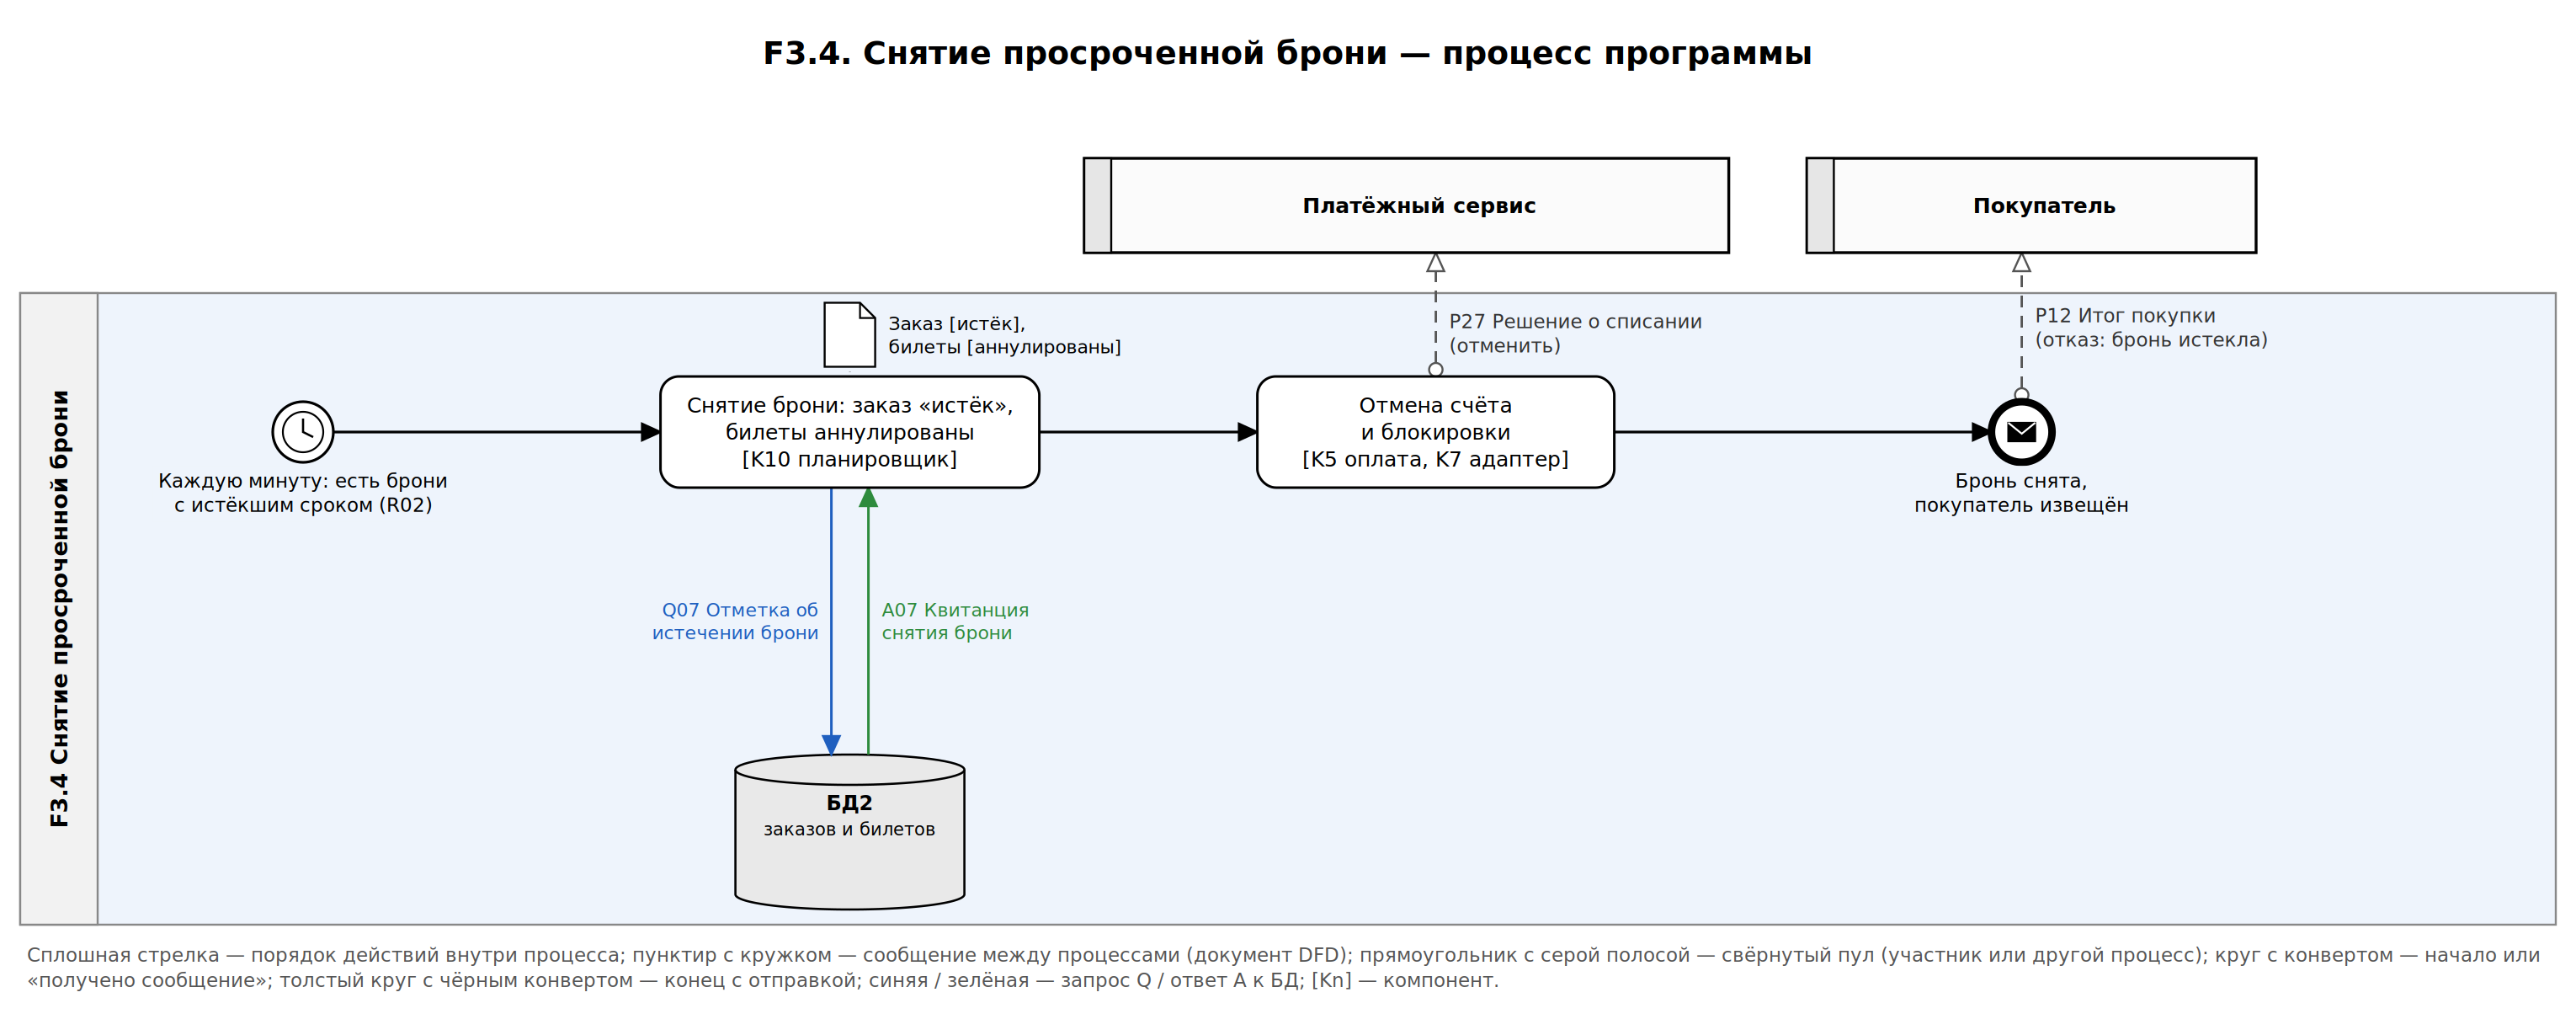 F3.4. Снятие просроченной брони — процесс программы
Платёжный сервис
Покупатель
F3.4 Снятие просроченной брони
Заказ [истёк],
билеты [аннулированы]
P27 Решение о списании
(отменить)
P12 Итог покупки
(отказ: бронь истекла)
Каждую минуту: есть брони
с истёкшим сроком (R02)
Снятие брони: заказ «истёк»,
билеты аннулированы
[K10 планировщик]
Отмена счёта
и блокировки
[K5 оплата, K7 адаптер]
Бронь снята,
покупатель извещён
Q07 Отметка об
истечении брони
A07 Квитанция
снятия брони
БД2
заказов и билетов
Сплошная стрелка — порядок действий внутри процесса; пунктир с кружком — сообщение между процессами (документ DFD); прямоугольник с серой полосой — свёрнутый пул (участник или другой процесс); круг с конвертом — начало или
«получено сообщение»; толстый круг с чёрным конвертом — конец с отправкой; синяя / зелёная — запрос Q / ответ A к БД; [Kn] — компонент.